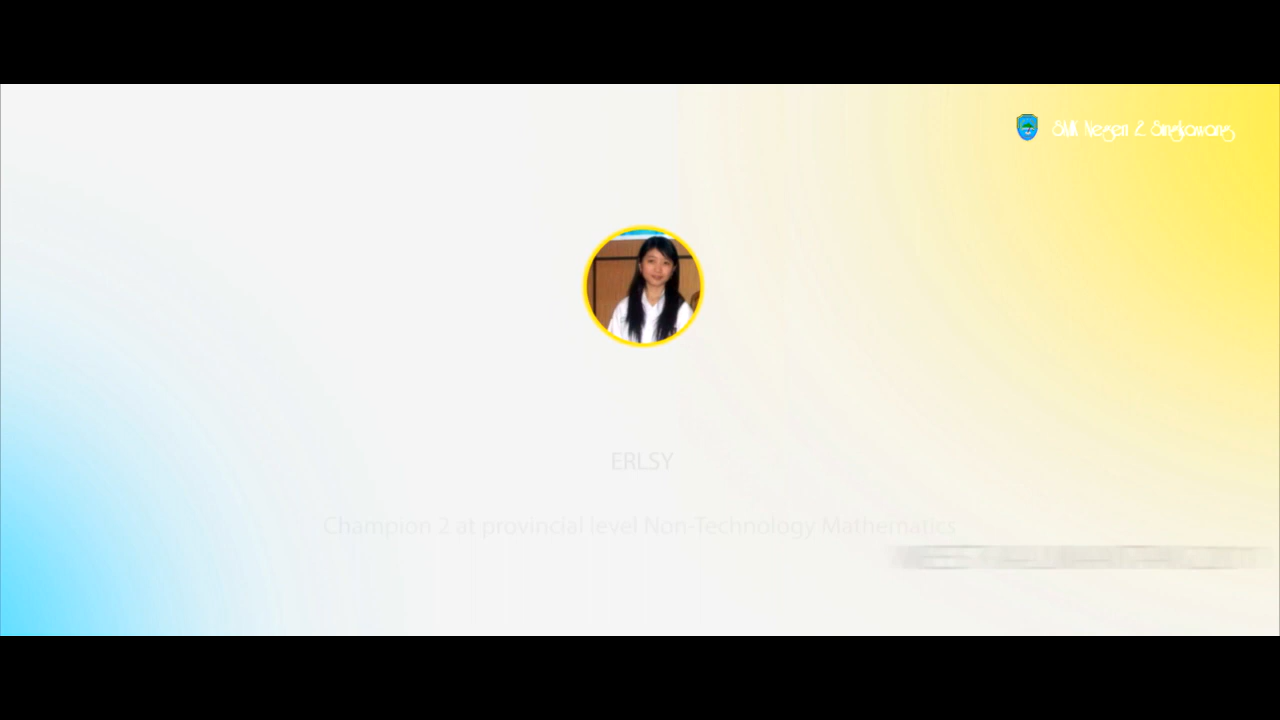 SMK Negeri 2 Singkawang
ERLSY
Champion 2 at provincial level Non-Technology Mathematics